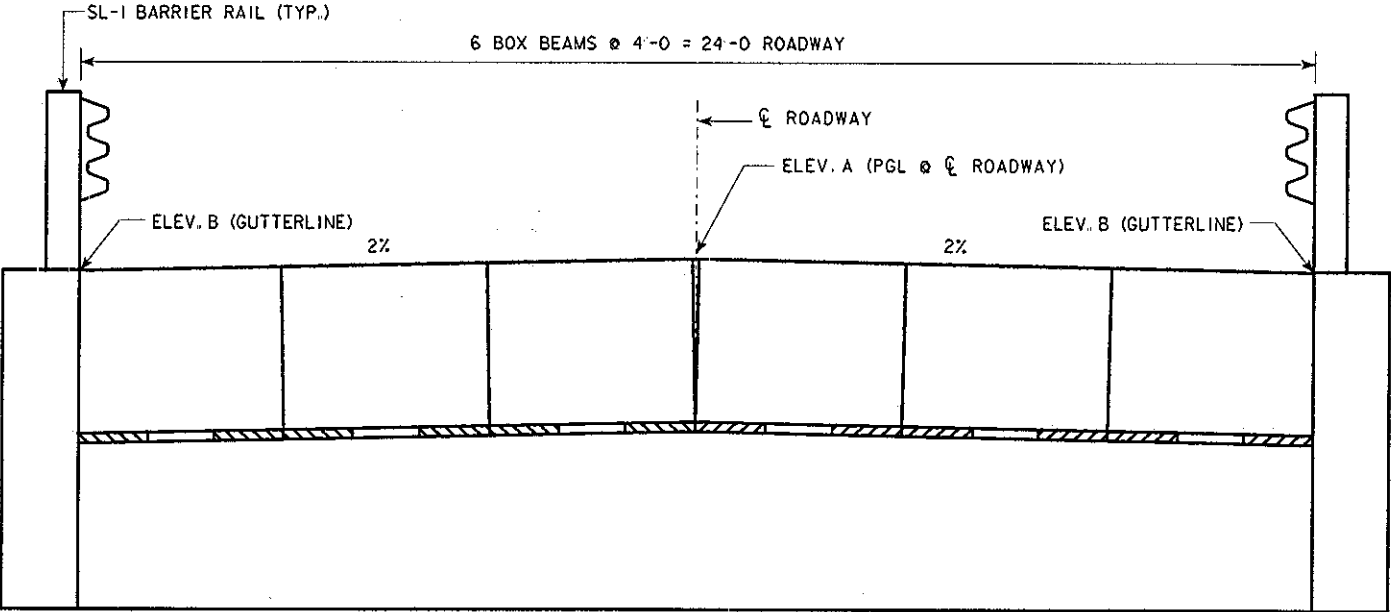 SL-1 BARRIER RAIL (TYP.)
6 BOX BEAMS @ 4'-0 = 24'-0 ROADWAY
℄ ROADWAY
ELEV. A (PGL @ ℄ ROADWAY)
ELEV. B (GUTTERLINE)
ELEV. B (GUTTERLINE)
2%
2%